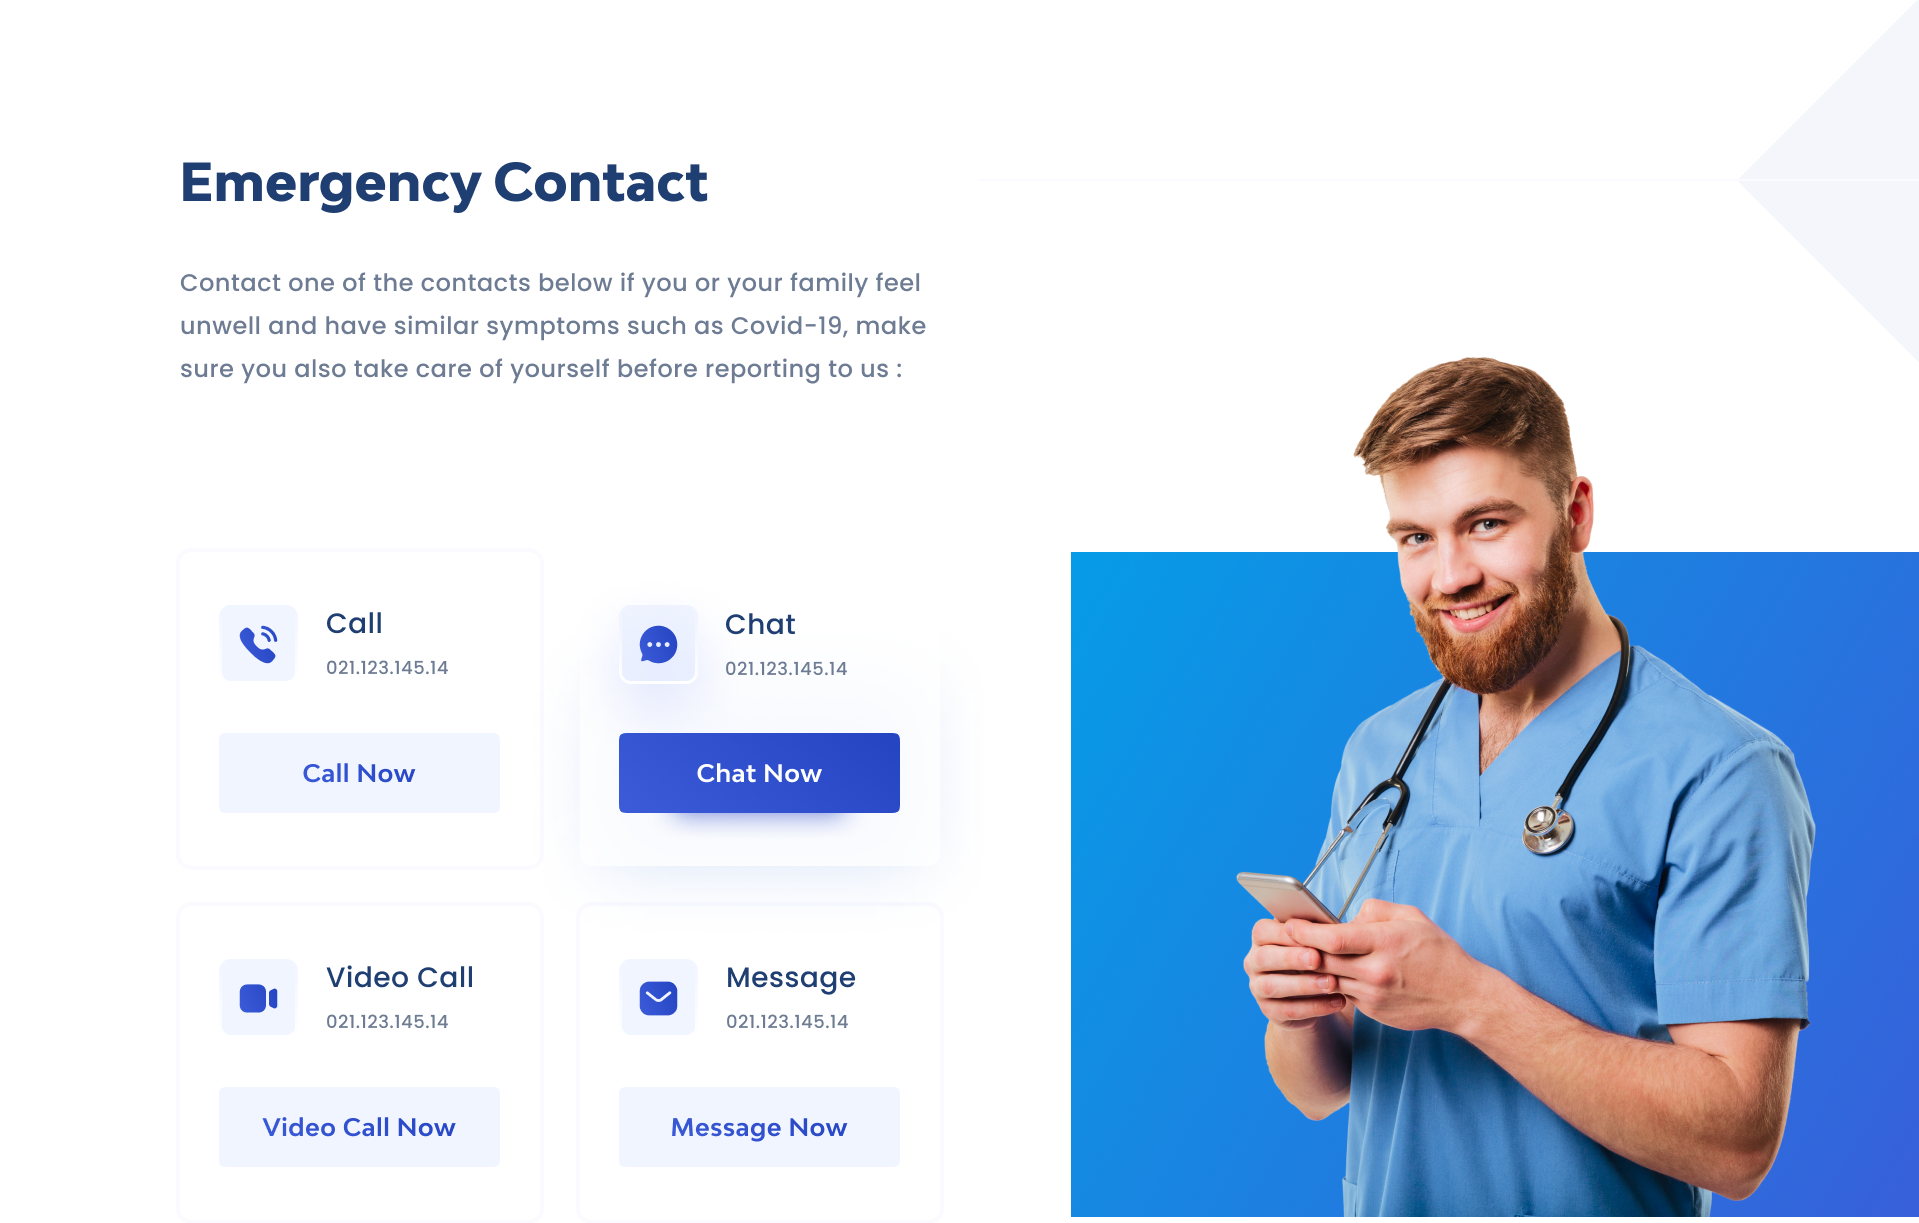 Emergency Contact
Contact one of the contacts below if you or your family feel
unwell and have similar symptoms such as Covid-19, make
sure you also take care of yourself before reporting to us :
Call
021.123.145.14
Call Now
Chat
021.123.145.14
Chat Now
Video Call
021.123.145.14
Video Call Now
Message
021.123.145.14
Message Now